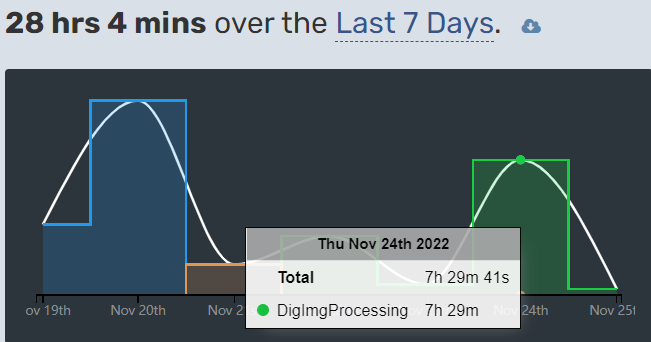 28 hrs 4 mins over the Last 7 Days.
Thu Nov 24th 2022
Total 7h 29m 41s
DigImgProcessing 7h 29m
ov 19th Nov 20th Nov 2 24th Nov 25t